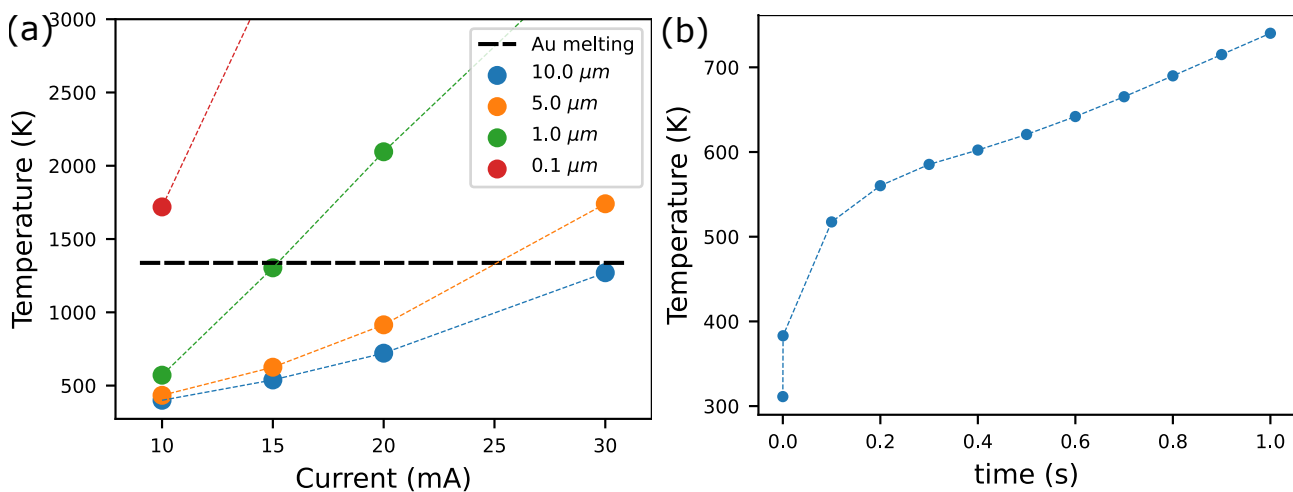 (a)
Temperature (K)
3000
2500
2000
1500
1000
500
10
15
20
25
30
Current (mA)
Au melting
10.0 μm
5.0 μm
1.0 μm
0.1 μm
(b)
Temperature (K)
700
600
500
400
300
0.0
0.2
0.4
0.6
0.8
1.0
time (s)